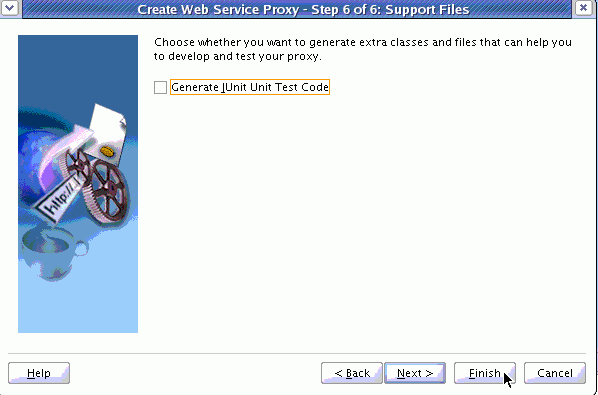 Create Web Service Proxy - Step 6 of 6: Support Files
Choose whether you want to generate extra classes and files that can help you
to develop and test your proxy.
Generate JUnit Unit Test Code
http://
Help
< Back
Next >
Finish
Cancel